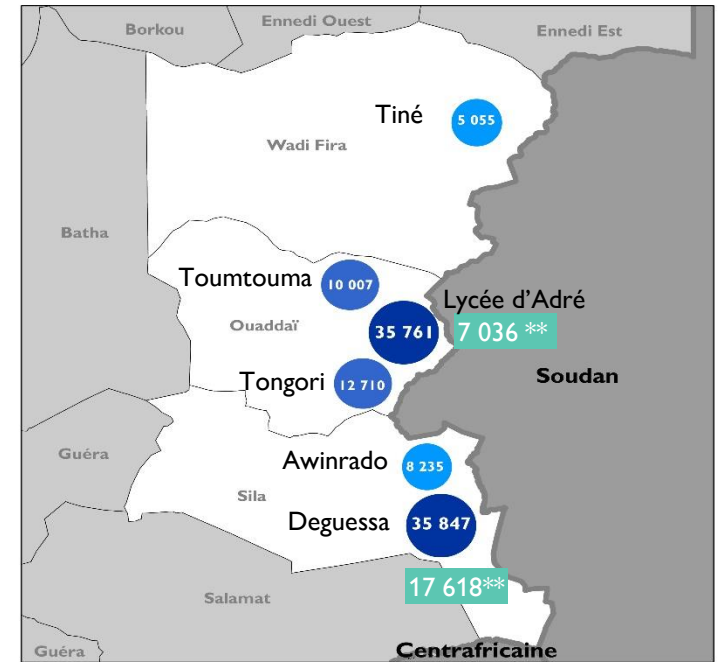 Borkou
Ennedi Ouest
Ennedi Est
Tiné
5 055
Wadi Fira
Batha
Toumtouma
10 007
Lycée d’Adré
Ouaddaï
35 761
7 036 **
Tongori
12 710
Soudan
Guéra
Awinrado
8 235
Sila
Deguessa
35 847
17 618**
Salamat
Guéra
Centrafricaine